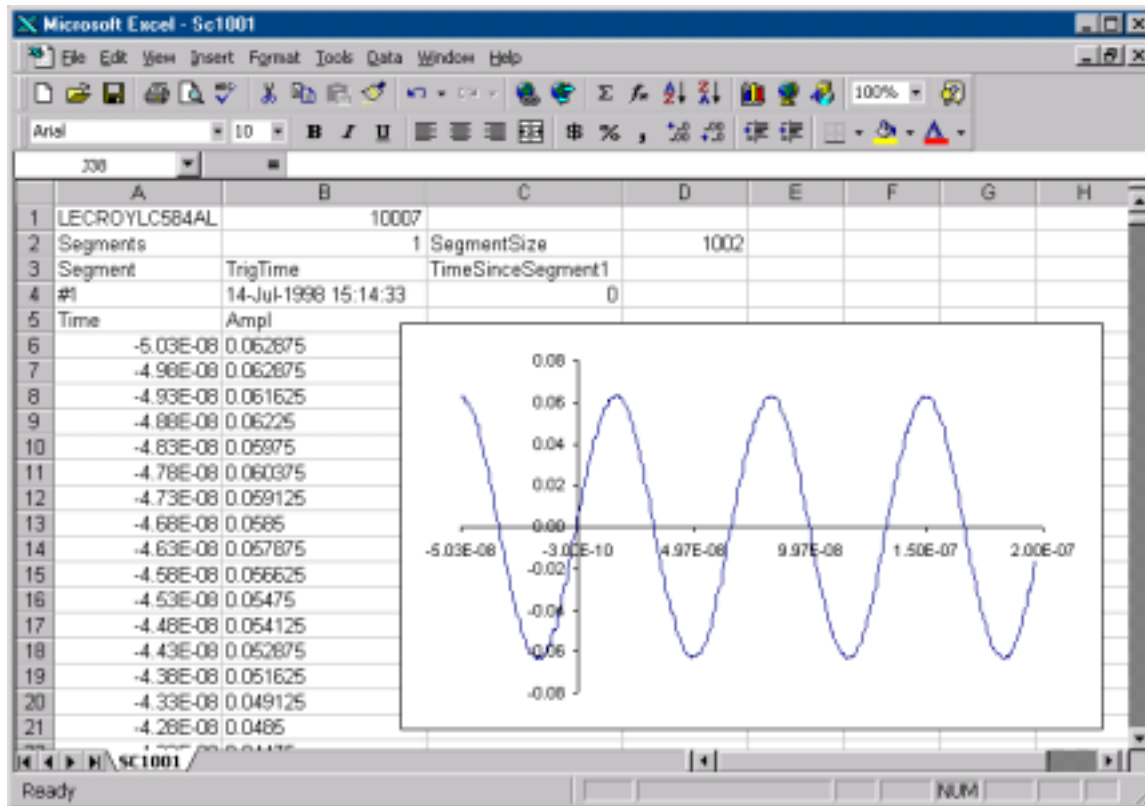 Microsoft Excel - Sc1001
File Edit View Insert Format Tools Data Window Help
100%
Arial 10 B I U $ % ,
J38 =
A B C D E F G H
1 LECROYLC584AL 10007
2 Segments 1 SegmentSize 1002
3 Segment TrigTime TimeSinceSegment1
4 #1 14-Jul-1998 15:14:33 0
5 Time Ampl
6 -5.03E-08 0.062875
7 -4.98E-08 0.062875
8 -4.93E-08 0.061625
9 -4.88E-08 0.06225
10 -4.83E-08 0.05975
11 -4.78E-08 0.060375
12 -4.73E-08 0.059125
13 -4.68E-08 0.0585
14 -4.63E-08 0.057875
15 -4.58E-08 0.056625
16 -4.53E-08 0.05475
17 -4.48E-08 0.054125
18 -4.43E-08 0.052875
19 -4.38E-08 0.051625
20 -4.33E-08 0.049125
21 -4.28E-08 0.0485
0.08
0.06
0.04
0.02
0.00
-5.03E-08 -3.00E-10 4.97E-08 9.97E-08 1.50E-07 2.00E-07
-0.02
-0.04
-0.06
-0.08
SC1001
Ready NUM